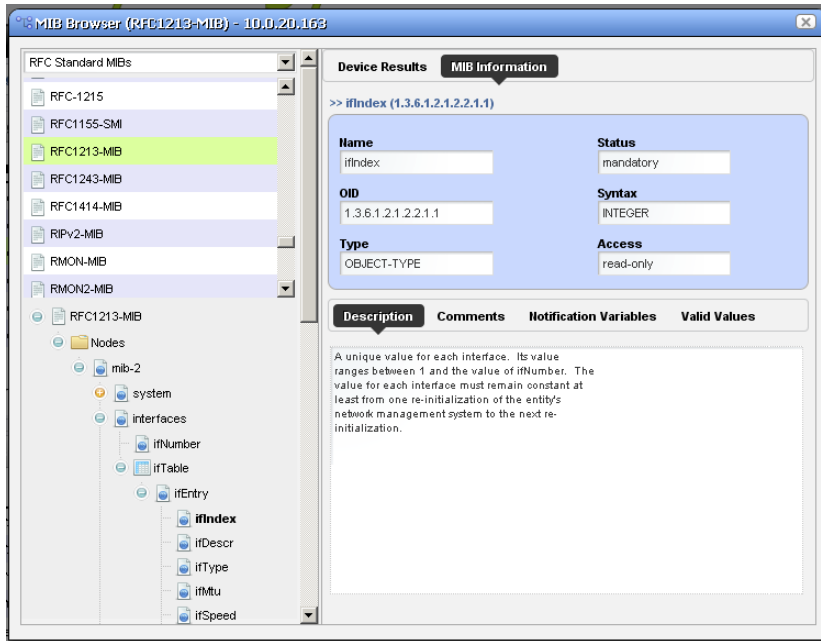 MIB Browser (RFC1213-MIB) - 10.0.20.163
RFC Standard MIBs
RFC-1215
RFC1155-SMI
RFC1213-MIB
RFC1243-MIB
RFC1414-MIB
RIPv2-MIB
RMON-MIB
RMON2-MIB
RFC1213-MIB
Nodes
mib-2
system
interfaces
ifNumber
ifTable
ifEntry
ifIndex
ifDescr
ifType
ifMtu
ifSpeed
Device Results MIB Information
>> ifIndex (1.3.6.1.2.1.2.2.1.1)
Name Status
ifIndex mandatory
OID Syntax
1.3.6.1.2.1.2.2.1.1 INTEGER
Type Access
OBJECT-TYPE read-only
Description Comments Notification Variables Valid Values
A unique value for each interface. Its value
ranges between 1 and the value of ifNumber. The
value for each interface must remain constant at
least from one re-initialization of the entity's
network management system to the next re-
initialization.